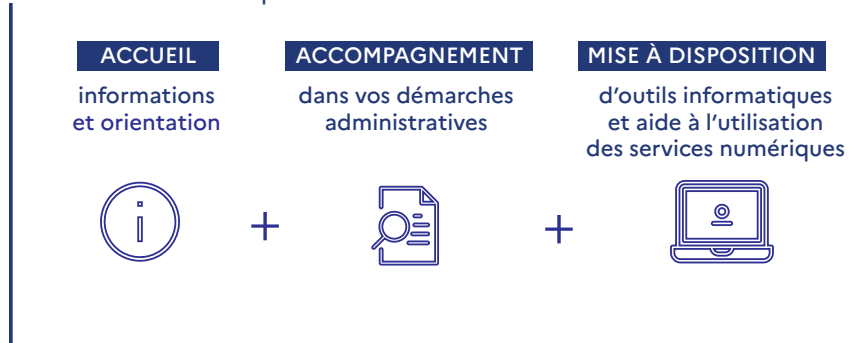 ACCUEIL
informations
et orientation
ACCOMPAGNEMENT
dans vos démarches
administratives
MISE À DISPOSITION
d'outils informatiques
et aide à l'utilisation
des services numériques